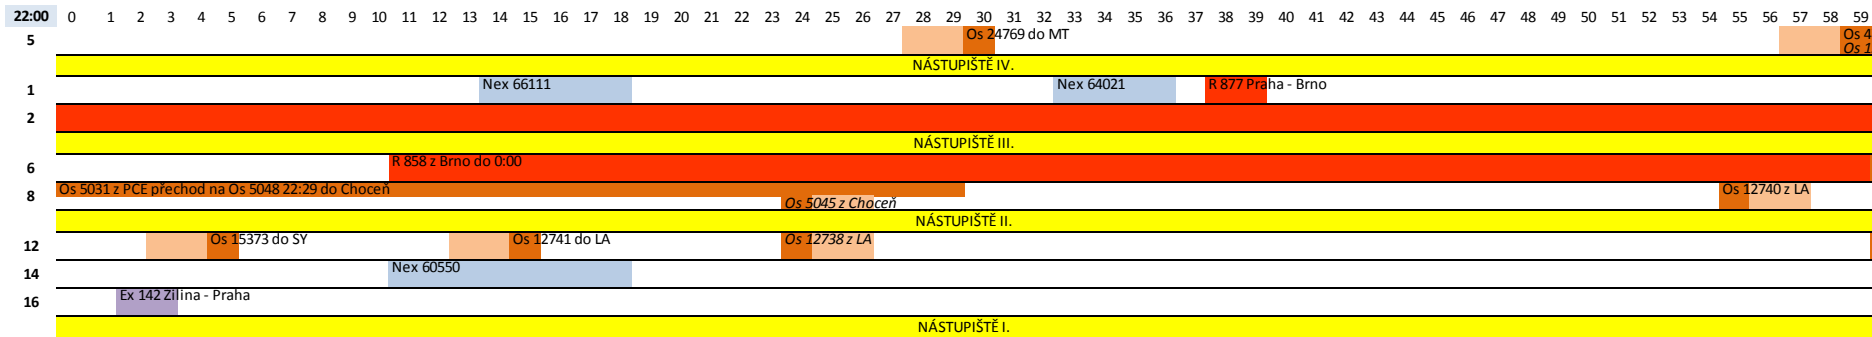 22:00 0 1 2 3 4 5 6 7 8 9 10 11 12 13 14 15 16 17 18 19 20 21 22 23 24 25 26 27 28 29 30 31 32 33 34 35 36 37 38 39 40 41 42 43 44 45 46 47 48 49 50 51 52 53 54 55 56 57 58 59
5 Os 24769 do MT Os 4
Os 1
NÁSTUPIŠTĚ IV.
1 Nex 66111 Nex 64021 R 877 Praha - Brno
2
NÁSTUPIŠTĚ III.
6 R 858 z Brno do 0:00
8 Os 5031 z PCE přechod na Os 5048 22:29 do Choceň Os 12740 z LA
Os 5045 z Choceň
NÁSTUPIŠTĚ II.
12 Os 15373 do SY Os 12741 do LA Os 12738 z LA
14 Nex 60550
16 Ex 142 Zilina - Praha
NÁSTUPIŠTĚ I.